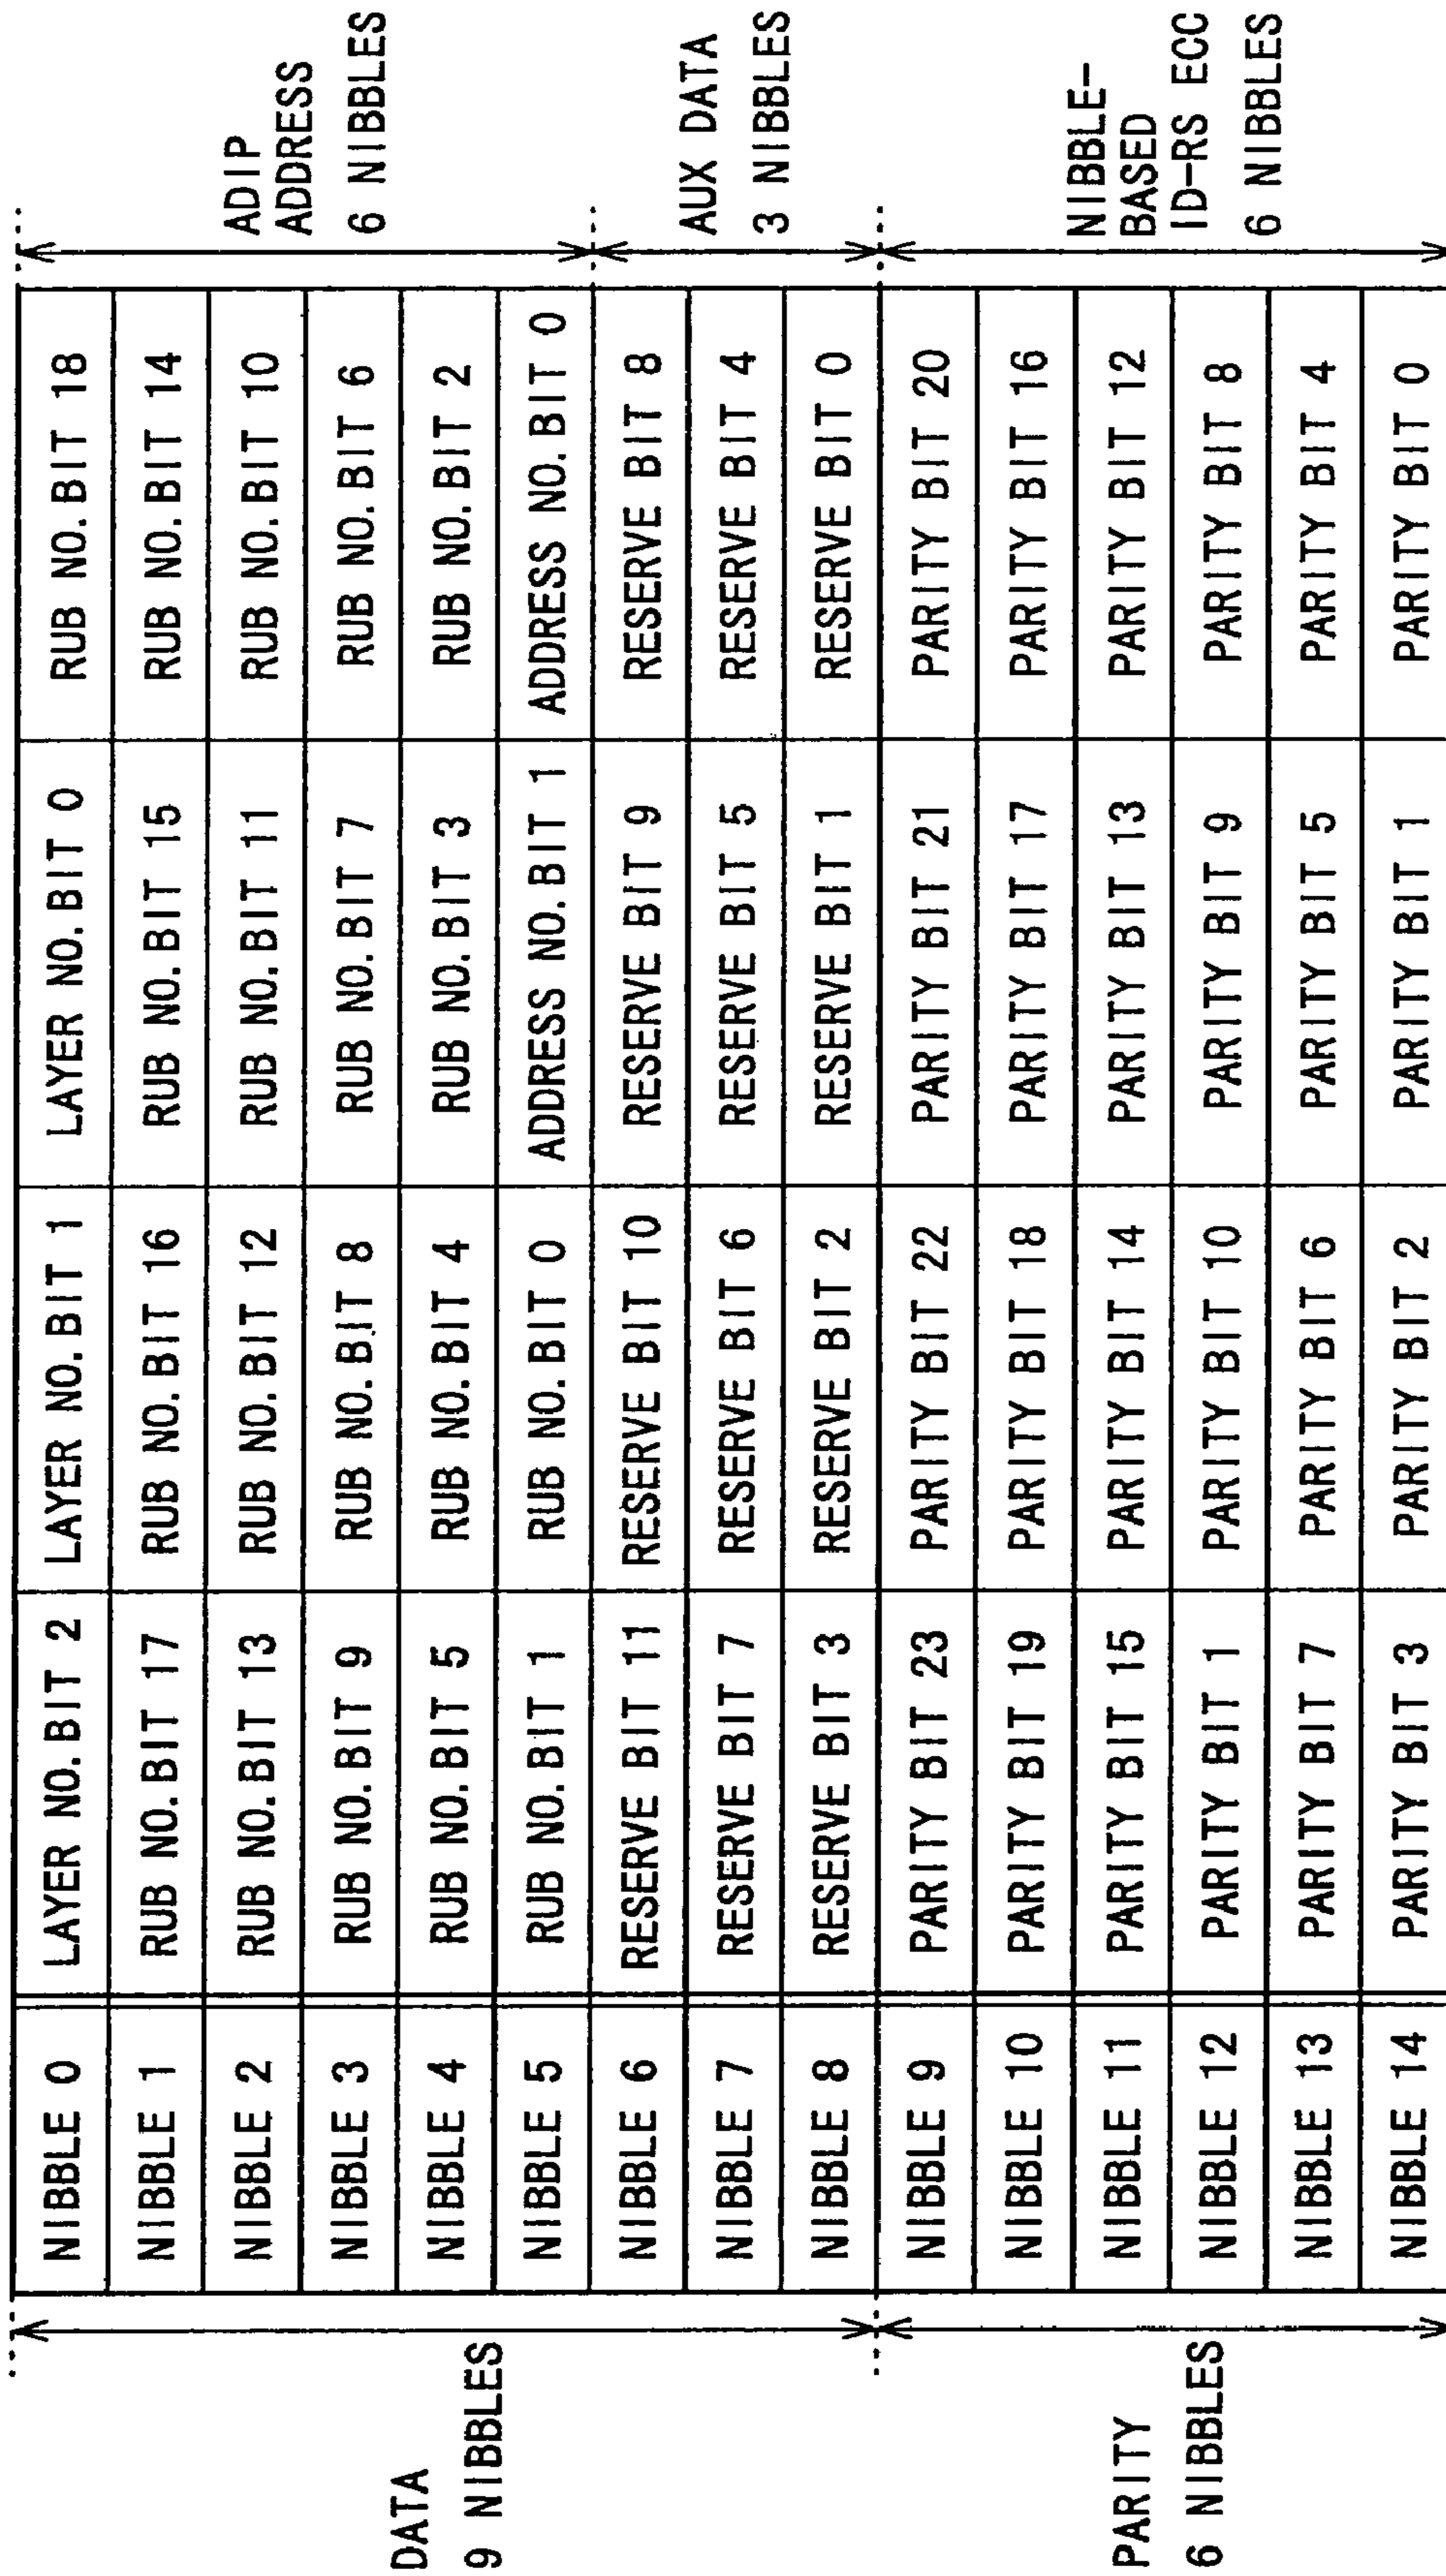 DATA
9 NIBBLES
PARITY
6 NIBBLES
NIBBLE 0 LAYER NO.BIT 2 LAYER NO.BIT 1 LAYER NO.BIT 0 RUB NO.BIT 18
NIBBLE 1 RUB NO.BIT 17 RUB NO.BIT 16 RUB NO.BIT 15 RUB NO.BIT 14
NIBBLE 2 RUB NO.BIT 13 RUB NO.BIT 12 RUB NO.BIT 11 RUB NO.BIT 10
NIBBLE 3 RUB NO.BIT 9 RUB NO.BIT 8 RUB NO.BIT 7 RUB NO.BIT 6
NIBBLE 4 RUB NO.BIT 5 RUB NO.BIT 4 RUB NO.BIT 3 RUB NO.BIT 2
NIBBLE 5 RUB NO.BIT 1 RUB NO.BIT 0 ADDRESS NO.BIT 1 ADDRESS NO.BIT 0
NIBBLE 6 RESERVE BIT 11 RESERVE BIT 10 RESERVE BIT 9 RESERVE BIT 8
NIBBLE 7 RESERVE BIT 7 RESERVE BIT 6 RESERVE BIT 5 RESERVE BIT 4
NIBBLE 8 RESERVE BIT 3 RESERVE BIT 2 RESERVE BIT 1 RESERVE BIT 0
NIBBLE 9 PARITY BIT 23 PARITY BIT 22 PARITY BIT 21 PARITY BIT 20
NIBBLE 10 PARITY BIT 19 PARITY BIT 18 PARITY BIT 17 PARITY BIT 16
NIBBLE 11 PARITY BIT 15 PARITY BIT 14 PARITY BIT 13 PARITY BIT 12
NIBBLE 12 PARITY BIT 1 PARITY BIT 10 PARITY BIT 9 PARITY BIT 8
NIBBLE 13 PARITY BIT 7 PARITY BIT 6 PARITY BIT 5 PARITY BIT 4
NIBBLE 14 PARITY BIT 3 PARITY BIT 2 PARITY BIT 1 PARITY BIT 0
ADIP
ADDRESS
6 NIBBLES
AUX DATA
3 NIBBLES
NIBBLE-
BASED
ID-RS ECC
6 NIBBLES